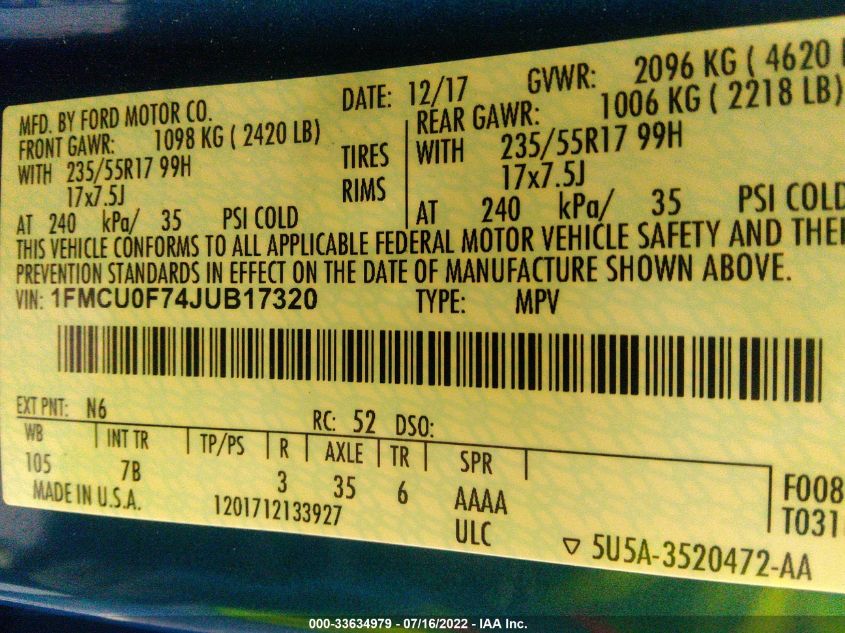 MFD. BY FORD MOTOR CO.
DATE: 12/17
GVWR: 2096 KG ( 4620
FRONT GAWR: 1098 KG ( 2420 LB)
REAR GAWR: 1006 KG ( 2218 LB)
WITH 235/55R17 99H
TIRES
WITH 235/55R17 99H
17x7.5J
RIMS
17x7.5J
AT 240 kPa/ 35 PSI COLD
AT 240 kPa/ 35 PSI COLD
THIS VEHICLE CONFORMS TO ALL APPLICABLE FEDERAL MOTOR VEHICLE SAFETY AND
PREVENTION STANDARDS IN EFFECT ON THE DATE OF MANUFACTURE SHOWN ABOVE.
VIN: 1FMCU0F74JUB17320
TYPE: MPV
EXT PNT: N6
RC: 52 DSO:
WB INT TR TP/PS R AXLE TR SPR
105 7B 3 35 6 AAAA
F008
MADE IN U.S.A. 1201712133927
ULC
T031
▽ 5U5A-3520472-AA
000-33634979 - 07/16/2022 - IAA Inc.